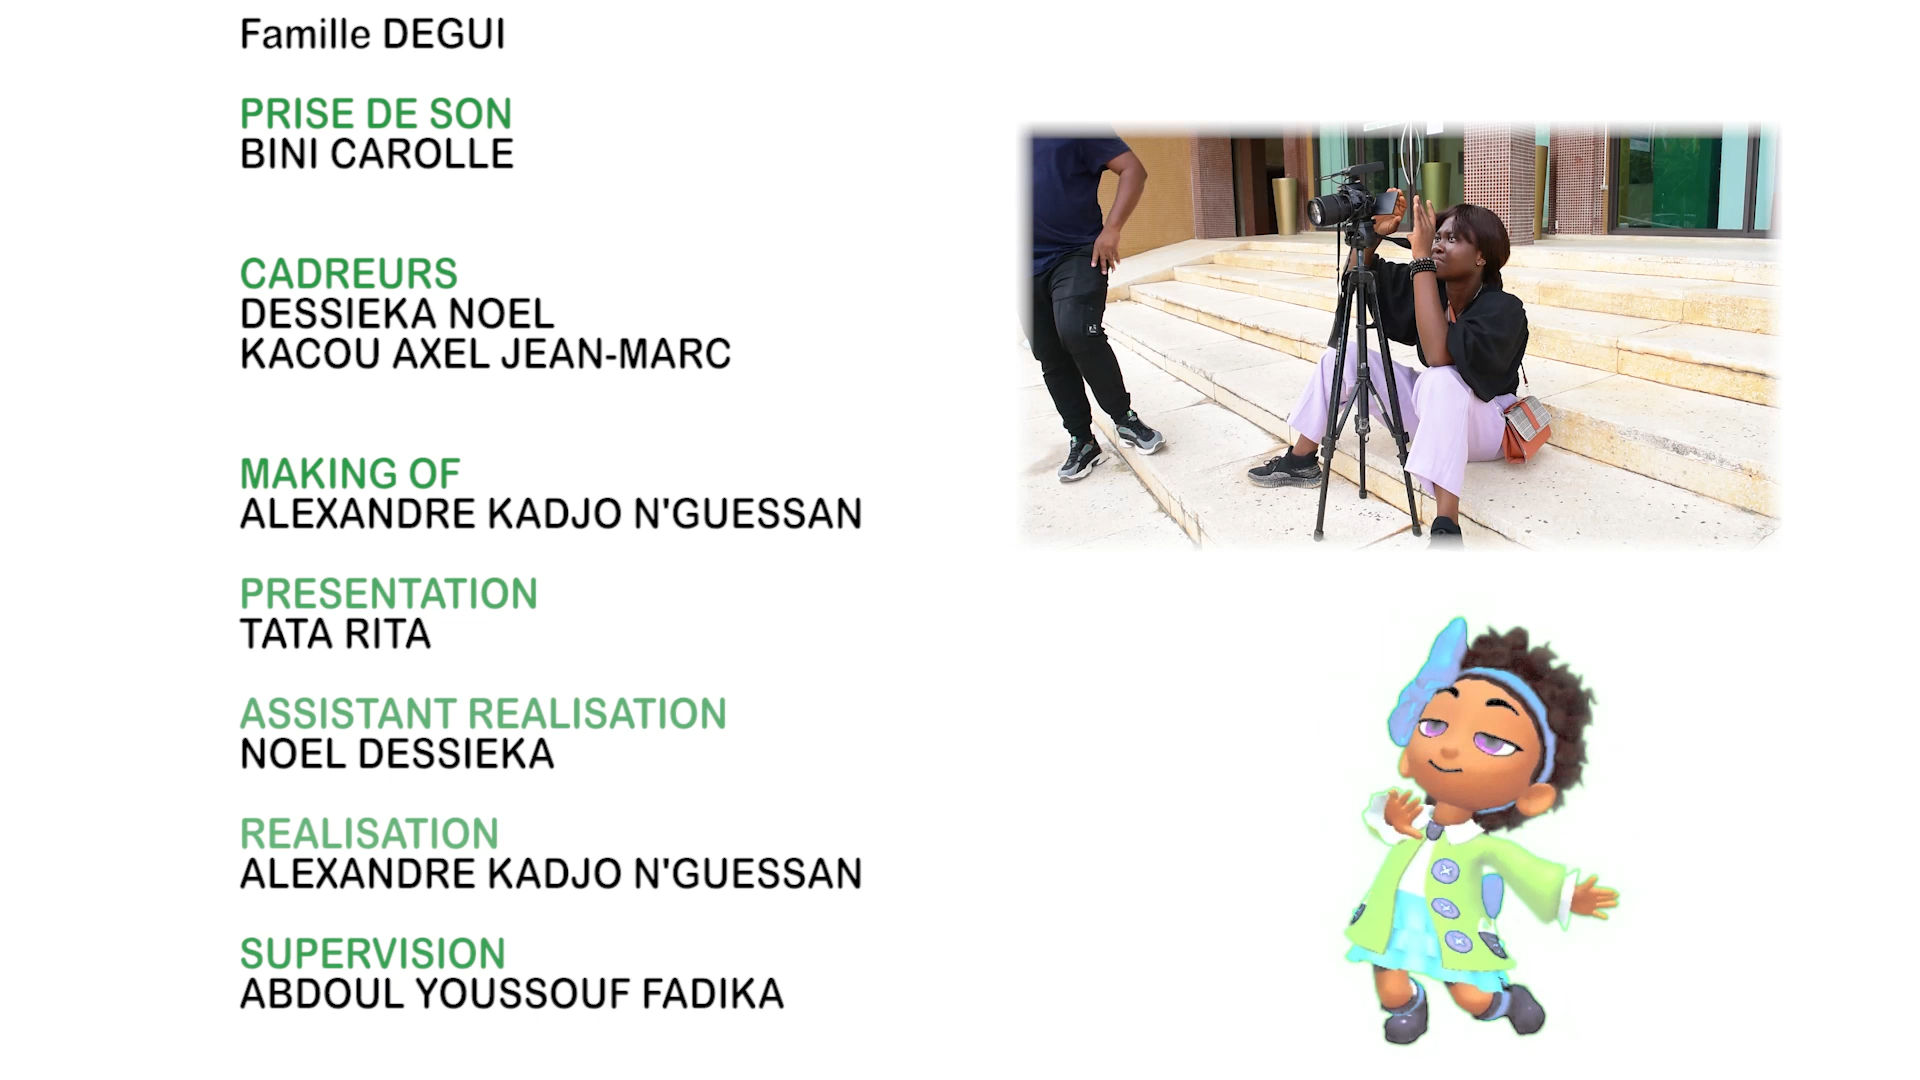 Famille DEGUI
PRISE DE SON
BINI CAROLLE
CADREURS
DESSIEKA NOEL
KACOU AXEL JEAN-MARC
MAKING OF
ALEXANDRE KADJO N'GUESSAN
PRESENTATION
TATA RITA
ASSISTANT REALISATION
NOEL DESSIEKA
REALISATION
ALEXANDRE KADJO N'GUESSAN
SUPERVISION
ABDOUL YOUSSOUF FADIKA